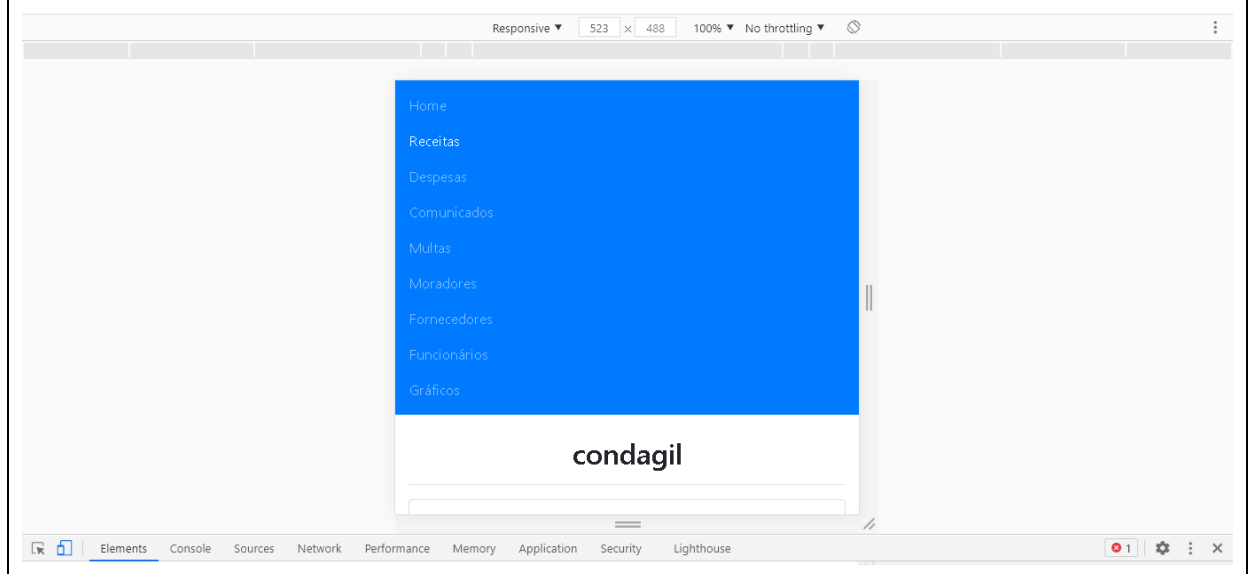 Responsive ▼ 523 × 488 100% ▼ No throttling ▼
Home
Receitas
Despesas
Comunicados
Multas
Moradores
Fornecedores
Funcionários
Gráficos
condagil
Elements Console Sources Network Performance Memory Application Security Lighthouse 1